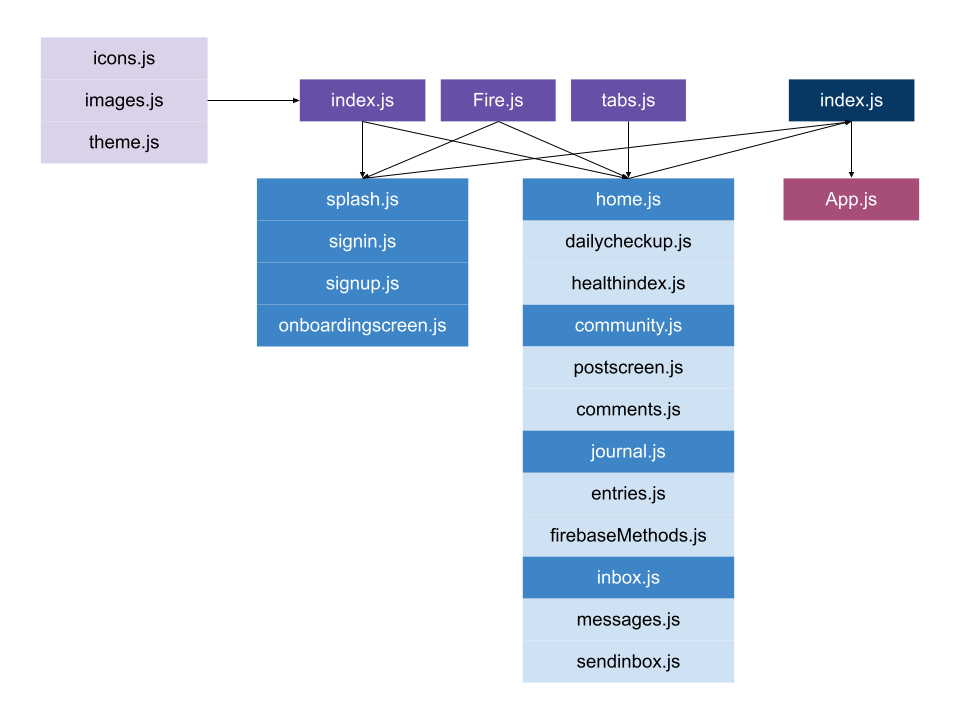 icons.js
images.js
theme.js
index.js
Fire.js
tabs.js
index.js
splash.js
signin.js
signup.js
onboardingscreen.js
home.js
dailycheckup.js
healthindex.js
community.js
postscreen.js
comments.js
journal.js
entries.js
firebaseMethods.js
inbox.js
messages.js
sendinbox.js
App.js